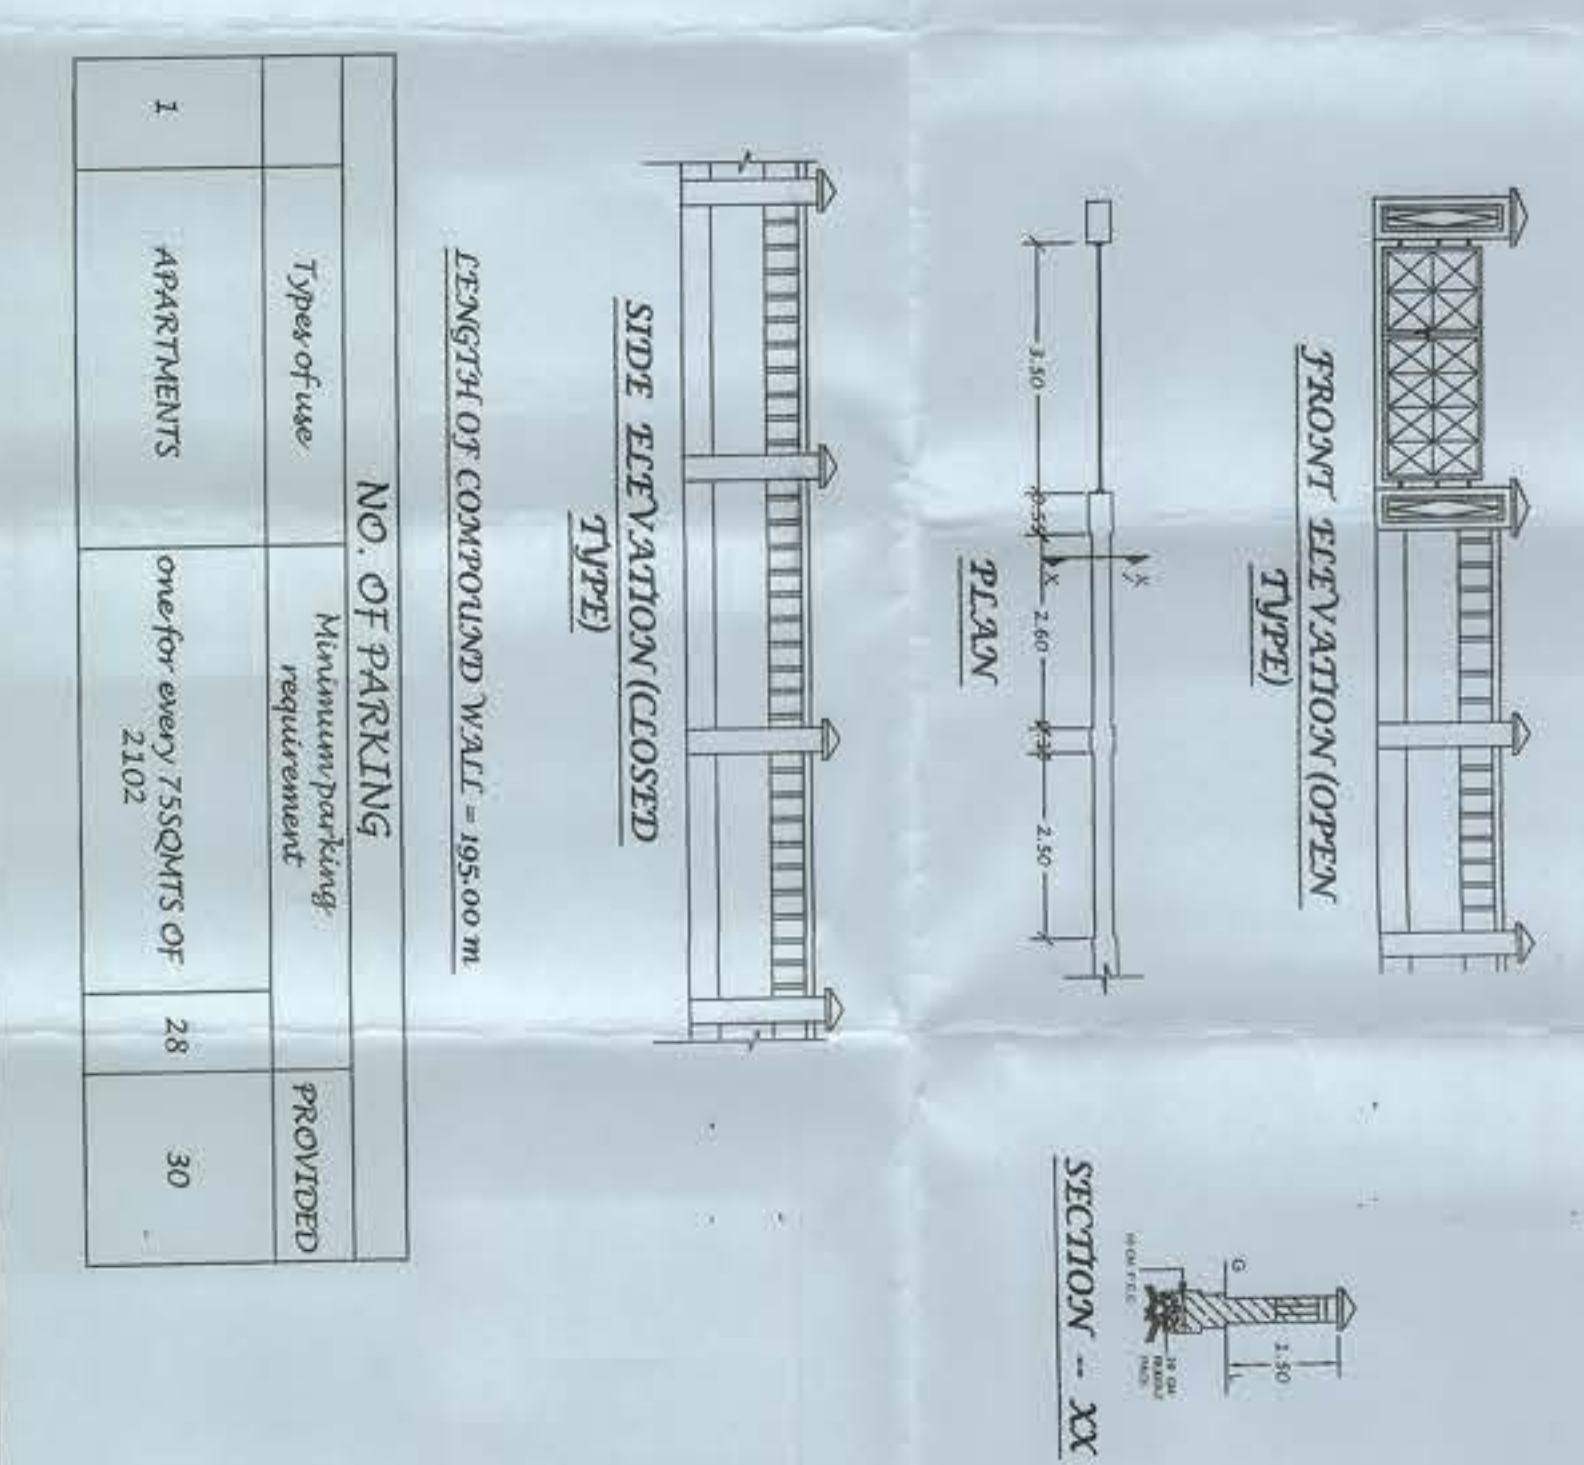 FRONT ELEVATION (OPEN
TYPE)
3.50
X
X
2.60
2.50
PLAN
G
L
1.50
10 CM P.C.C
SECTION -- XX
SIDE ELEVATION (CLOSED
TYPE)
LENGTH OF COMPOUND WALL = 195.00 m
NO. OF PARKING
Types of use
Minimum parking
requirement
PROVIDED
1
APARTMENTS
one for every 75SQMTS OF
2102
28
30